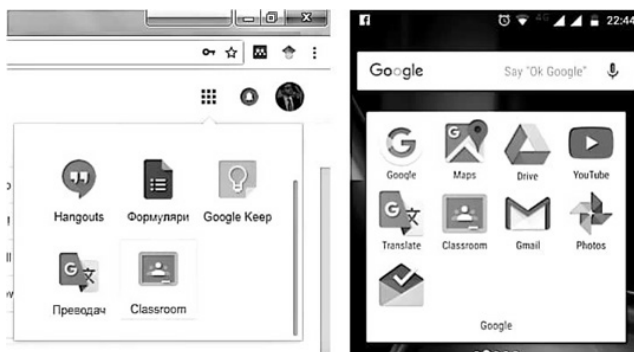 Hangouts Формуляри Google Keep
Преводач Classroom
4G 22:44
Google Say "Ok Google"
Google Maps Drive YouTube
Translate Classroom Gmail Photos
Google